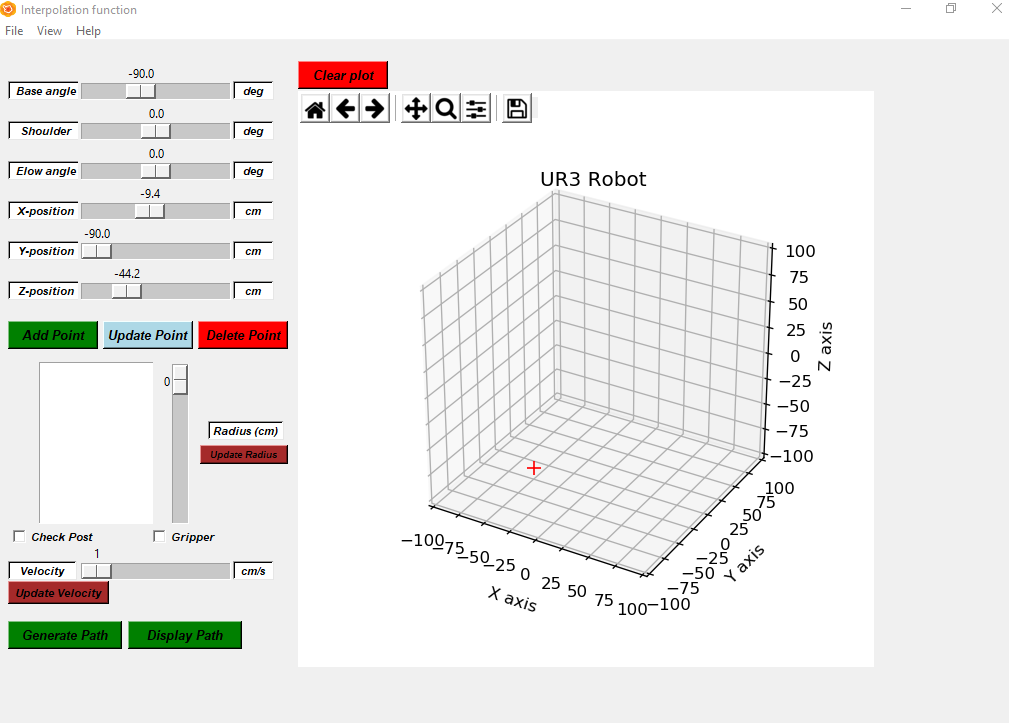 Interpolation function
File View Help
Clear plot
-90.0
Base angle deg
0.0
Shoulder deg
0.0
Elow angle deg
-9.4
X-position cm
-90.0
Y-position cm
-44.2
Z-position cm
Add Point Update Point Delete Point
0
Radius (cm)
Update Radius
Check Post Gripper
1
Velocity cm/s
Update Velocity
Generate Path Display Path
UR3 Robot
100
75
50
25
0
−25
−50
−75
−100
Z axis
100
75
50
25
0
−25
−50
−75
−100
Y axis
−100
−75
−50
−25
0
25
50
75
100
X axis